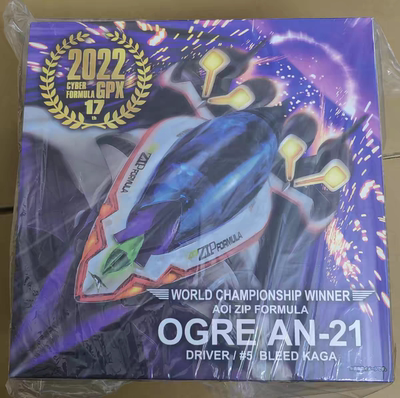 2022
CYBER
FORMULA
GPX
17
th
ZIP FORMULA
ZIP FORMULA
WORLD CHAMPIONSHIP WINNER
AOI ZIP FORMULA
OGRE AN-21
DRIVER / #5 BLEED KAGA